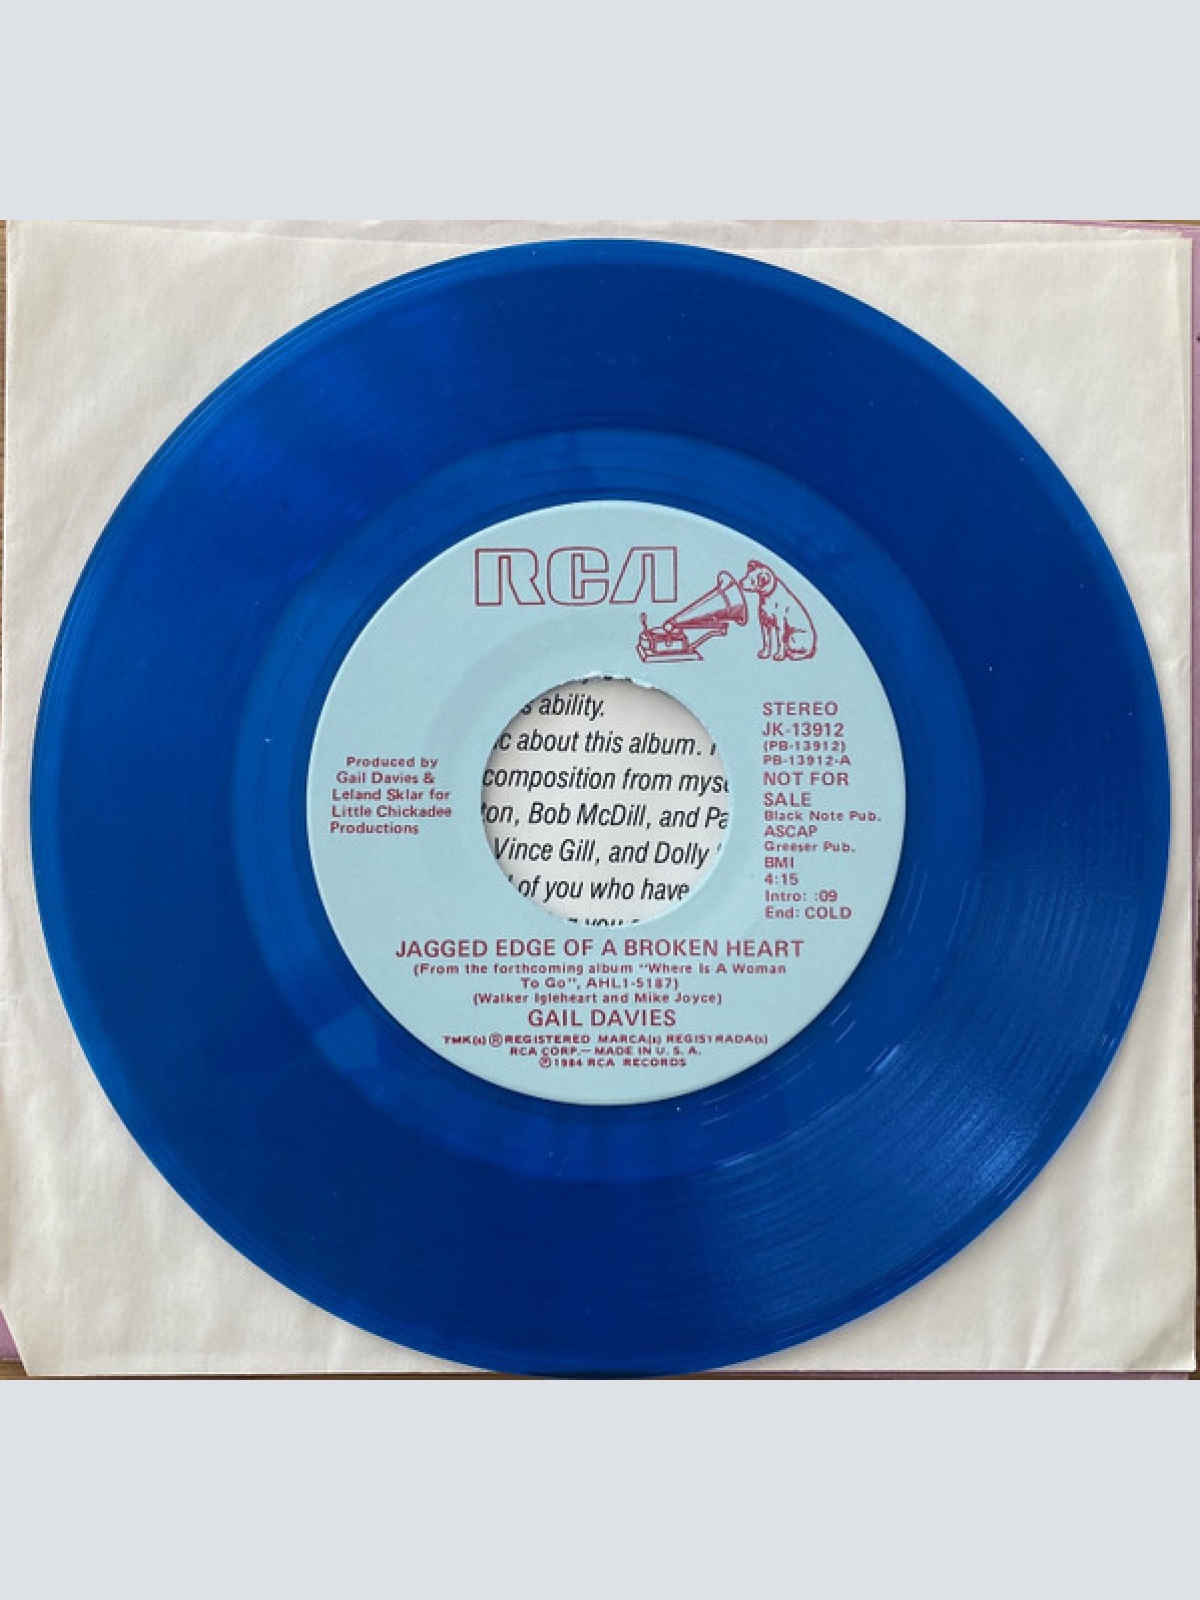 RCA
STEREO
JK-13912
(PB-13912)
PB-13912-A
NOT FOR
SALE
Black Note Pub.
ASCAP
Greeser Pub.
BMI
4:15
Intro: :09
End: COLD
Produced by
Gail Davies &
Leland Sklar for
Little Chickadee
Productions
ability.
about this album.
composition from
Bob McDill, and
Vince Gill, and Dolly
of you who have
you
JAGGED EDGE OF A BROKEN HEART
(From the forthcoming album "Where Is A Woman
To Go", AHL1-5187)
(Walker Igleheart and Mike Joyce)
GAIL DAVIES
TMK(s) ® REGISTERED MARCA(s) REGISTRADA(s)
RCA CORP.— MADE IN U. S. A.
℗ 1984 RCA RECORDS